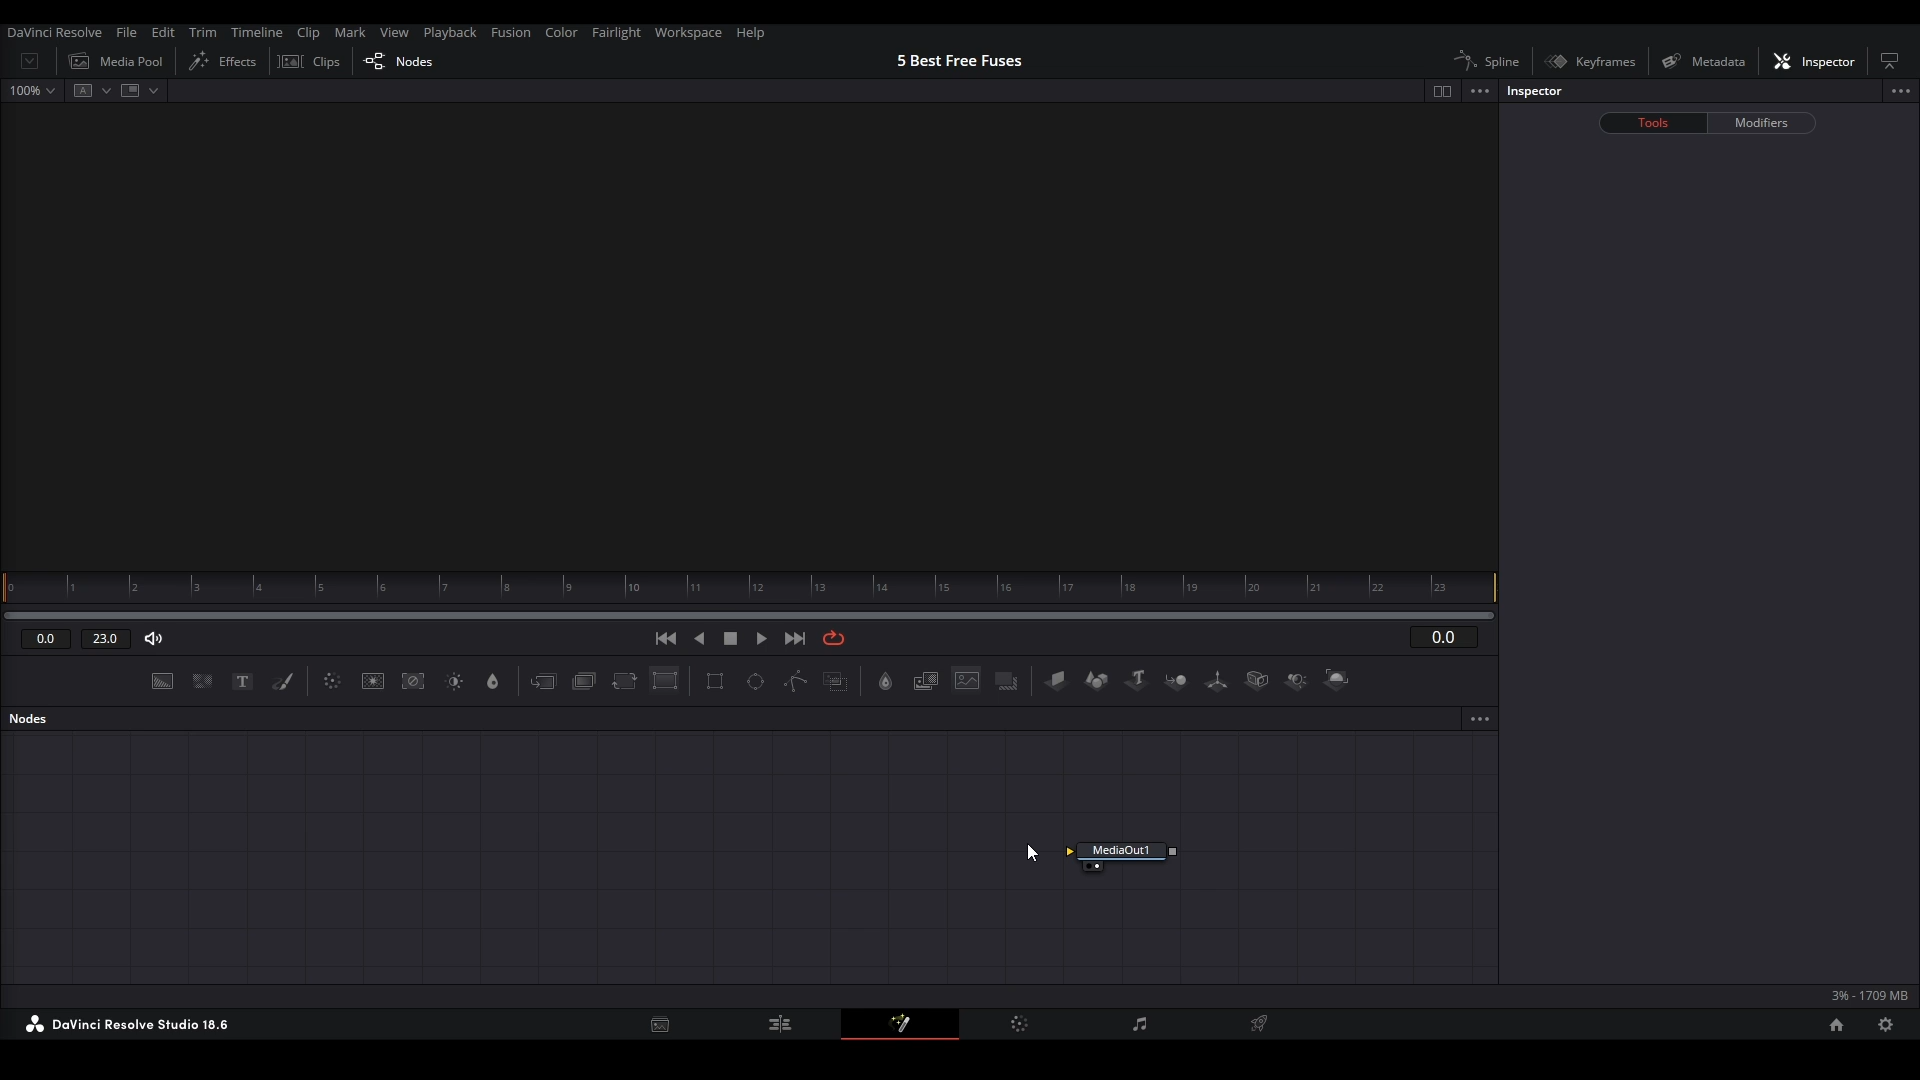 DaVinci Resolve File Edit Trim Timeline Clip Mark View Playback Fusion Color Fairlight Workspace Help
Media Pool Effects Clips Nodes 5 Best Free Fuses Spline Keyframes Metadata Inspector
100% A Inspector
Tools Modifiers
0 1 2 3 4 5 6 7 8 9 10 11 12 13 14 15 16 17 18 19 20 21 22 23
0.0 23.0 0.0
T T
Nodes
MediaOut1
3% - 1709 MB
DaVinci Resolve Studio 18.6